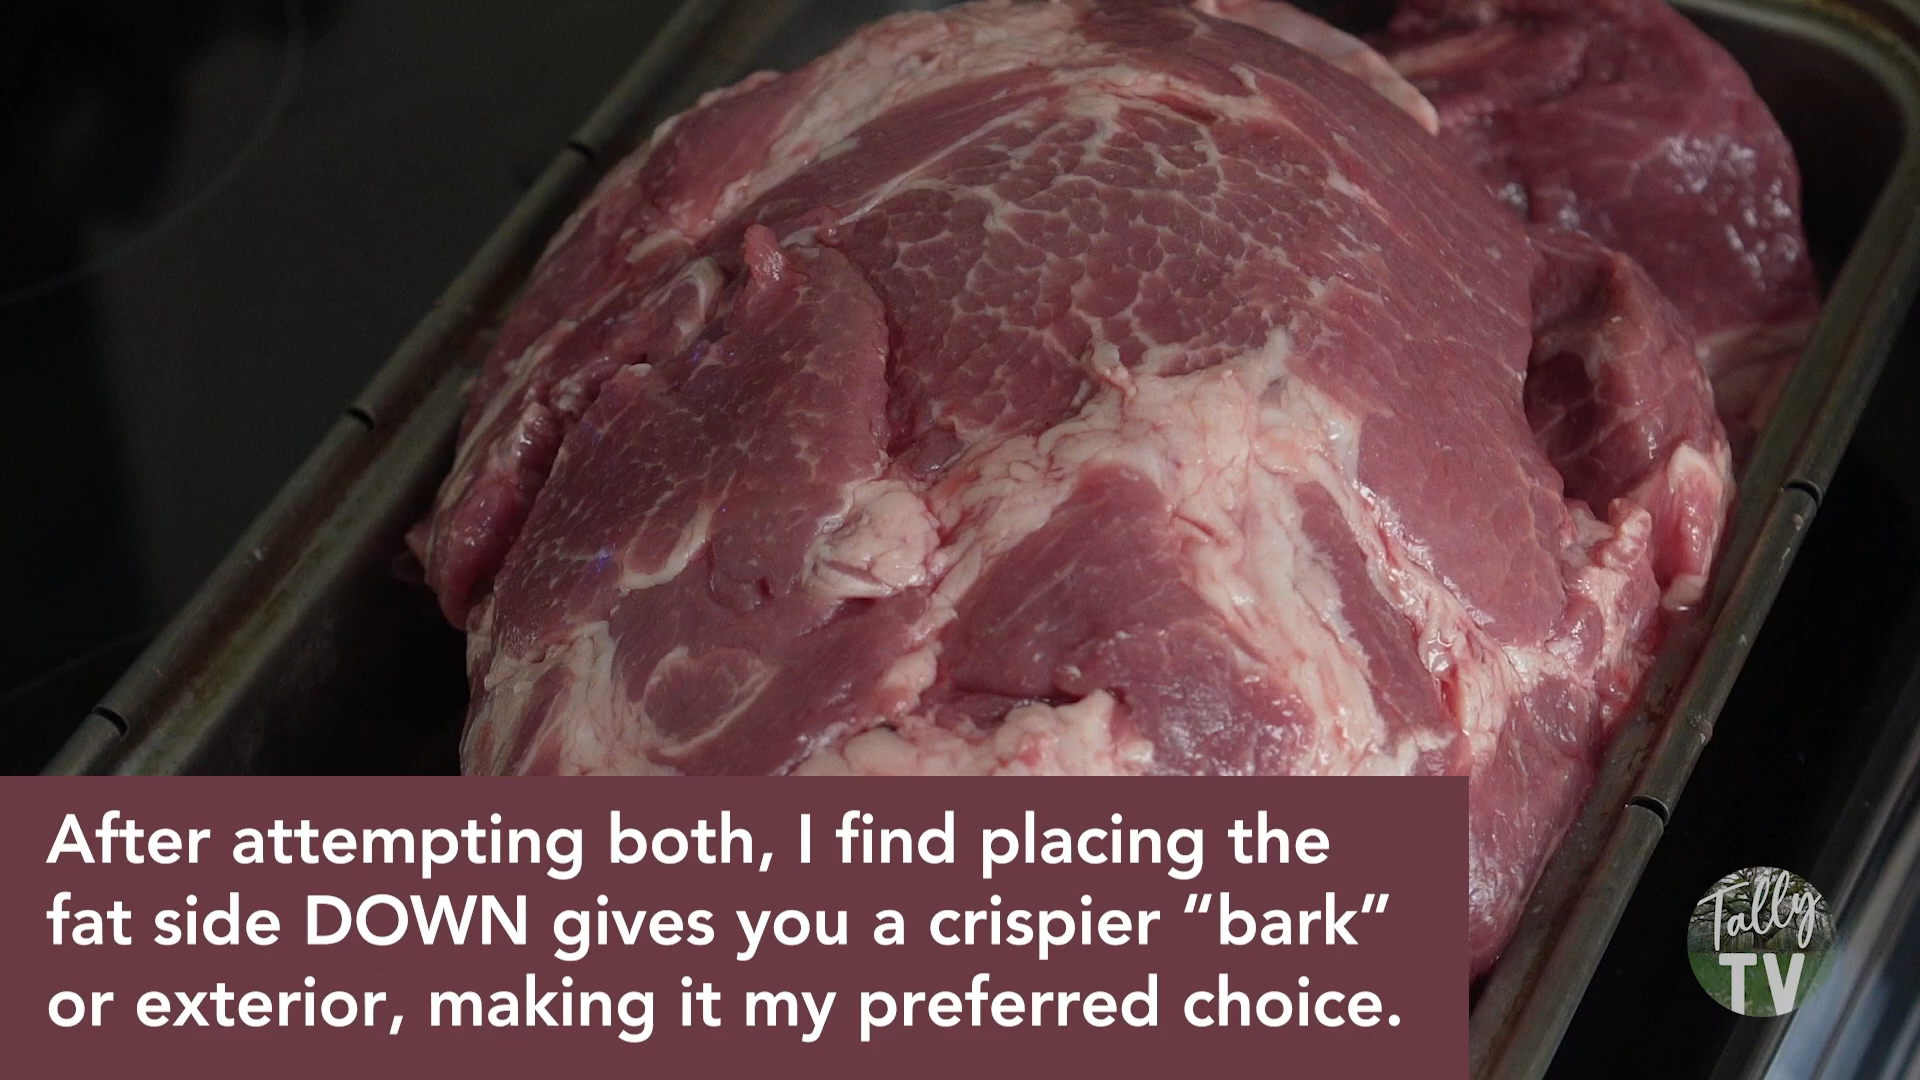 After attempting both, I find placing the
fat side DOWN gives you a crispier “bark”
or exterior, making it my preferred choice.
Tally
TV